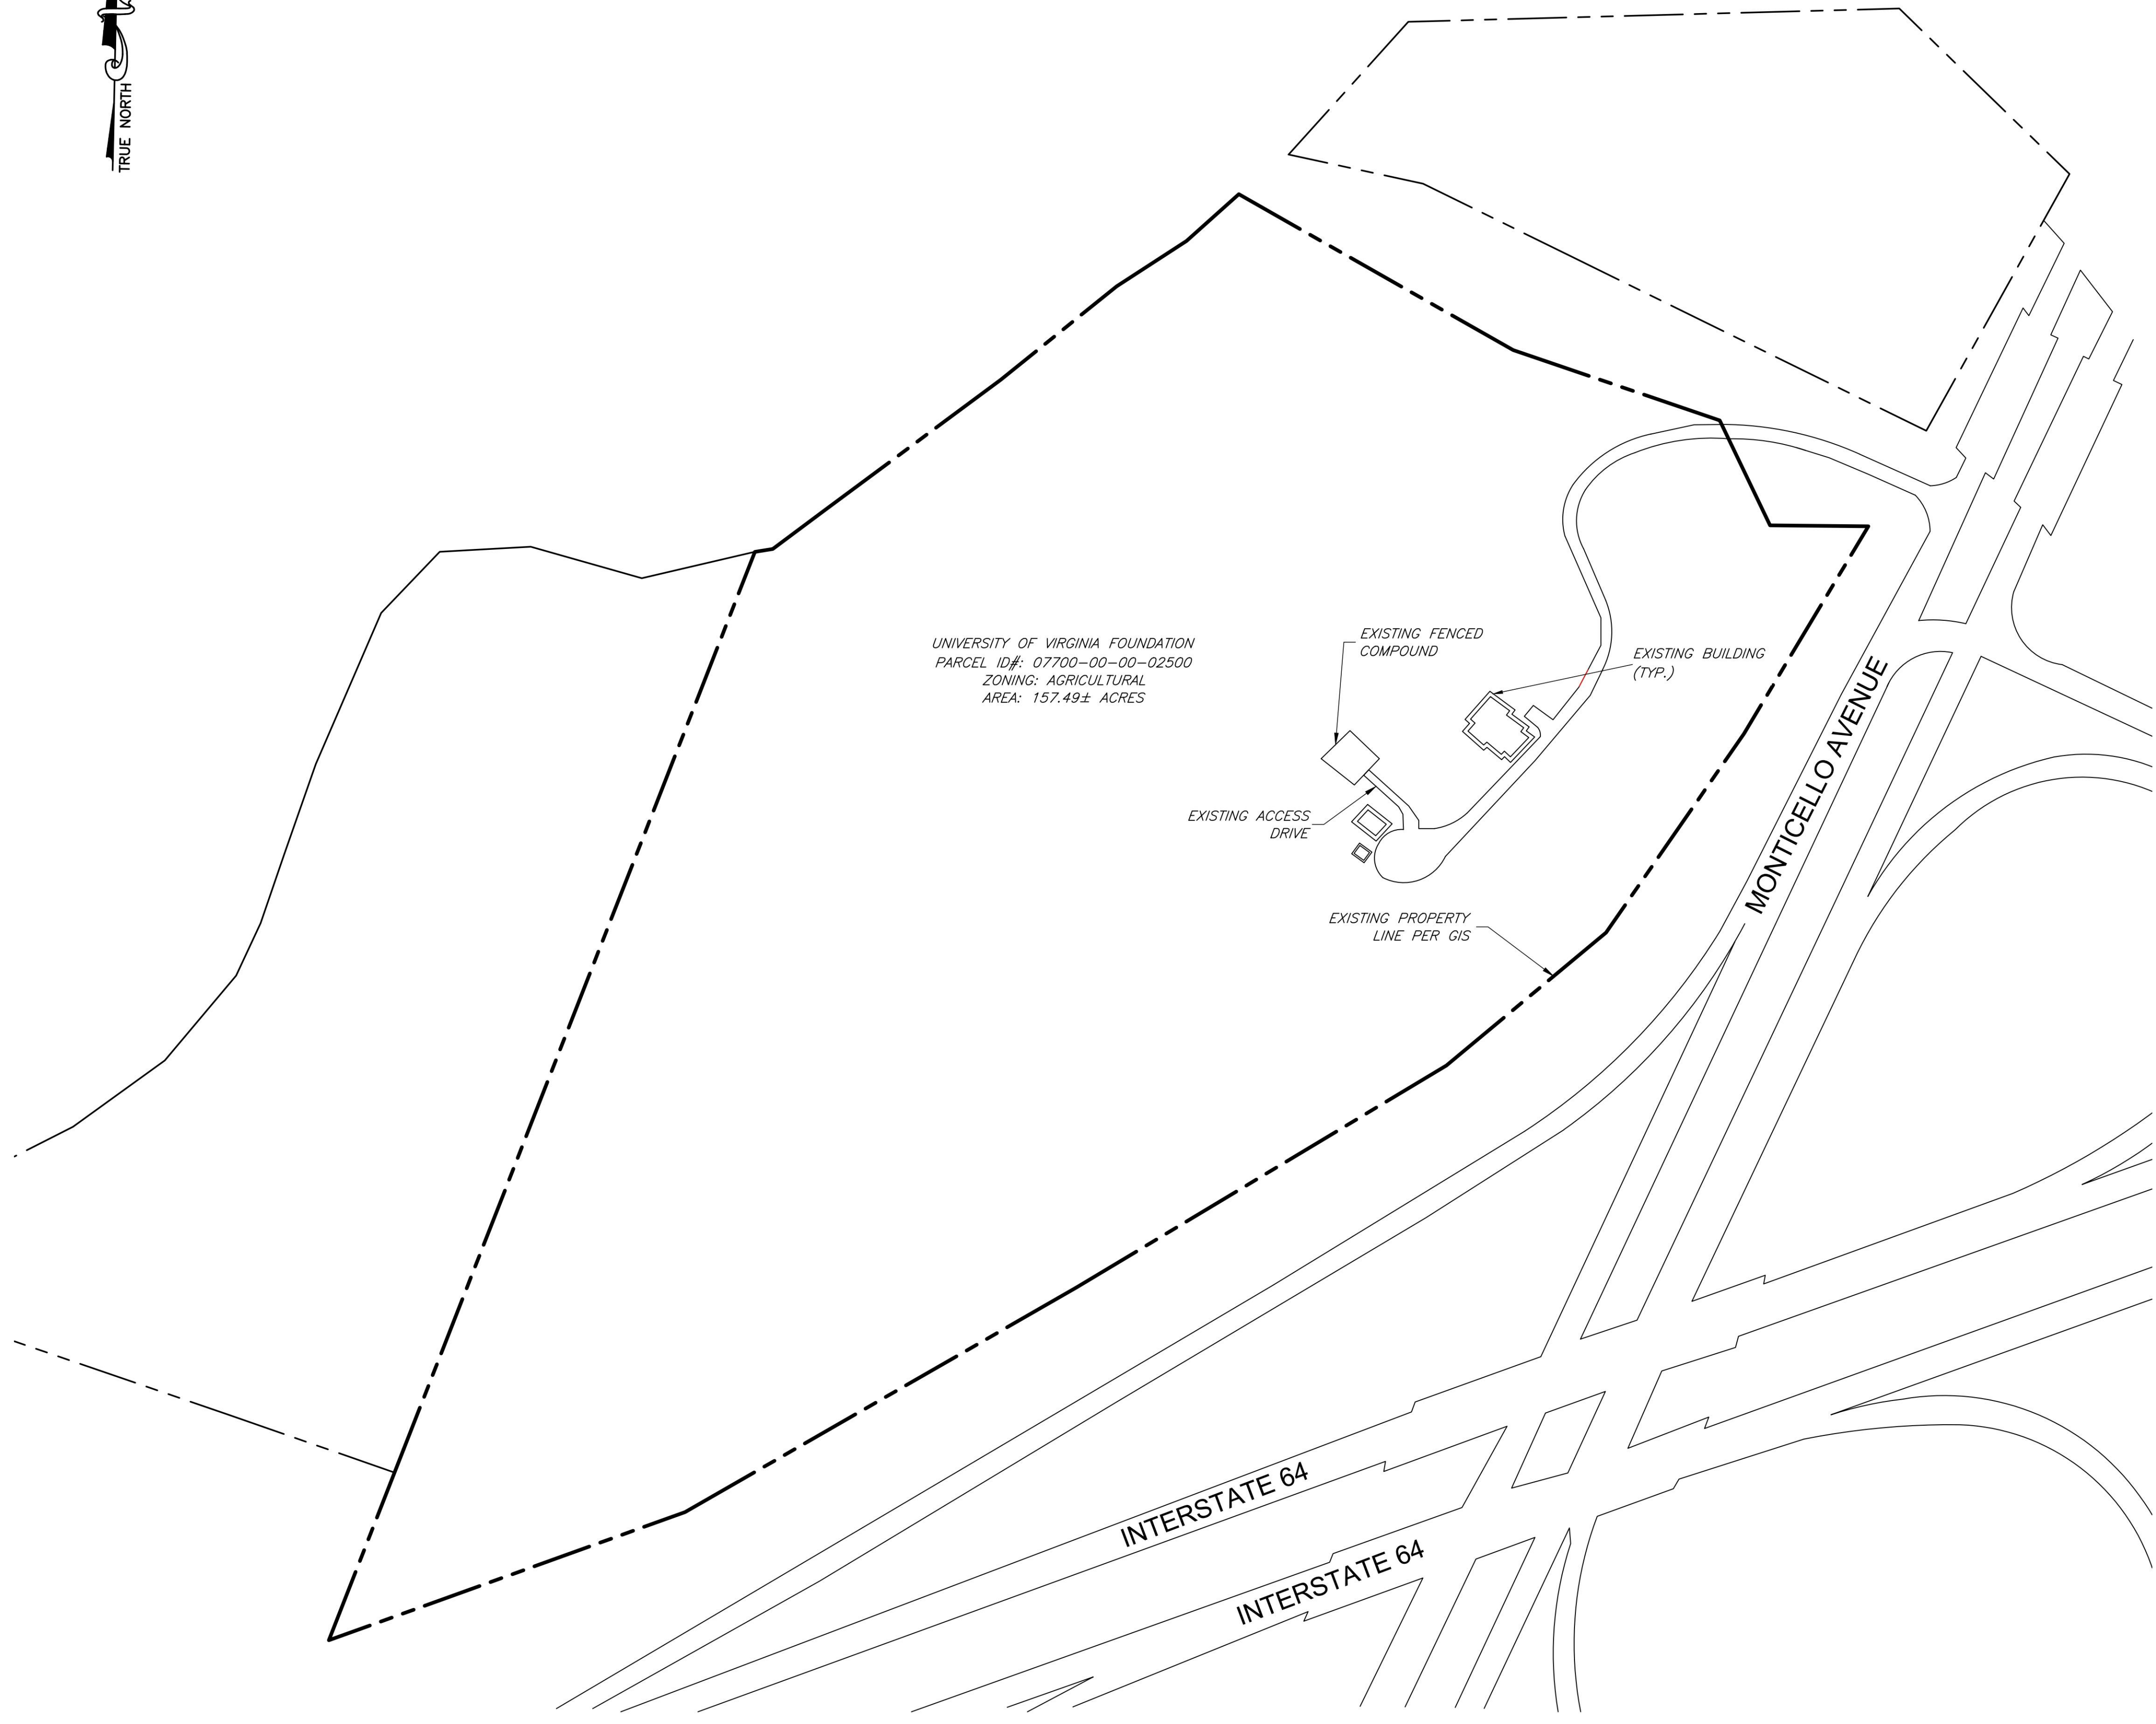 TRUE NORTH
UNIVERSITY OF VIRGINIA FOUNDATION
PARCEL ID#: 07700-00-00-02500
ZONING: AGRICULTURAL
AREA: 157.49± ACRES
EXISTING FENCED
COMPOUND
EXISTING BUILDING
(TYP.)
EXISTING ACCESS
DRIVE
EXISTING PROPERTY
LINE PER GIS
MONTICELLO AVENUE
INTERSTATE 64
INTERSTATE 64